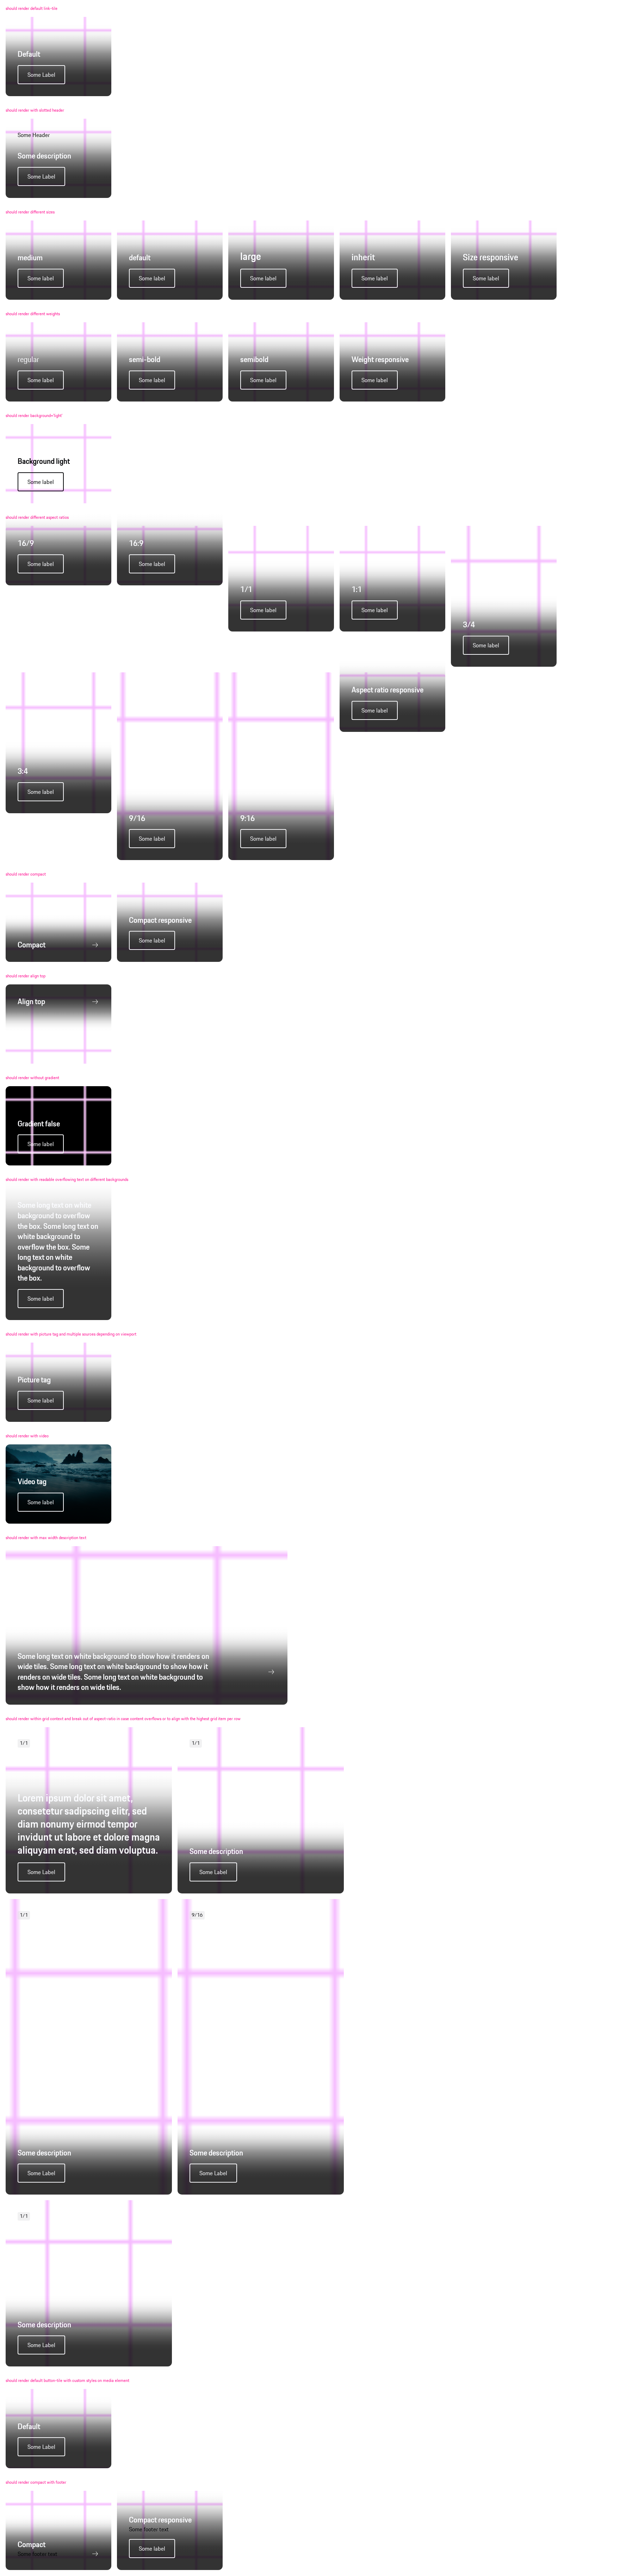 should render default link-tile
Default
Some Label
should render with slotted header
Some Header
Some description
Some Label
should render different sizes
medium
Some label
default
Some label
large
Some label
inherit
Some label
Size responsive
Some label
should render different weights
regular
Some label
semi-bold
Some label
semibold
Some label
Weight responsive
Some label
should render background='light'
Background light
Some label
should render different aspect ratios
16/9
Some label
16:9
Some label
1/1
Some label
1:1
Some label
3/4
Some label
3:4
Some label
9/16
Some label
9:16
Some label
Aspect ratio responsive
Some label
should render compact
Compact
Compact responsive
Some label
should render align top
Align top
should render without gradient
Gradient false
Some label
should render with readable overflowing text on different backgrounds
Some long text on white
background to overflow
the box. Some long text on
white background to
overflow the box. Some
long text on white
background to overflow
the box.
Some label
should render with picture tag and multiple sources depending on viewport
Picture tag
Some label
should render with video
Video tag
Some label
should render with max-width description text
Some long text on white background to show how it renders on
wide tiles. Some long text on white background to show how it
renders on wide tiles. Some long text on white background to
show how it renders on wide tiles.
should render within grid context and break out of aspect-ratio in case content overflows or to align with the highest grid item per row
1/1
Lorem ipsum dolor sit amet,
consetetur sadipscing elitr, sed
diam nonumy eirmod tempor
invidunt ut labore et dolore magna
aliquyam erat, sed diam voluptua.
Some Label
1/1
Some description
Some Label
1/1
Some description
Some Label
9/16
Some description
Some Label
1/1
Some description
Some Label
should render default button-tile with custom styles on media element
Default
Some Label
should render compact with footer
Compact
Some footer text
Compact responsive
Some footer text
Some label